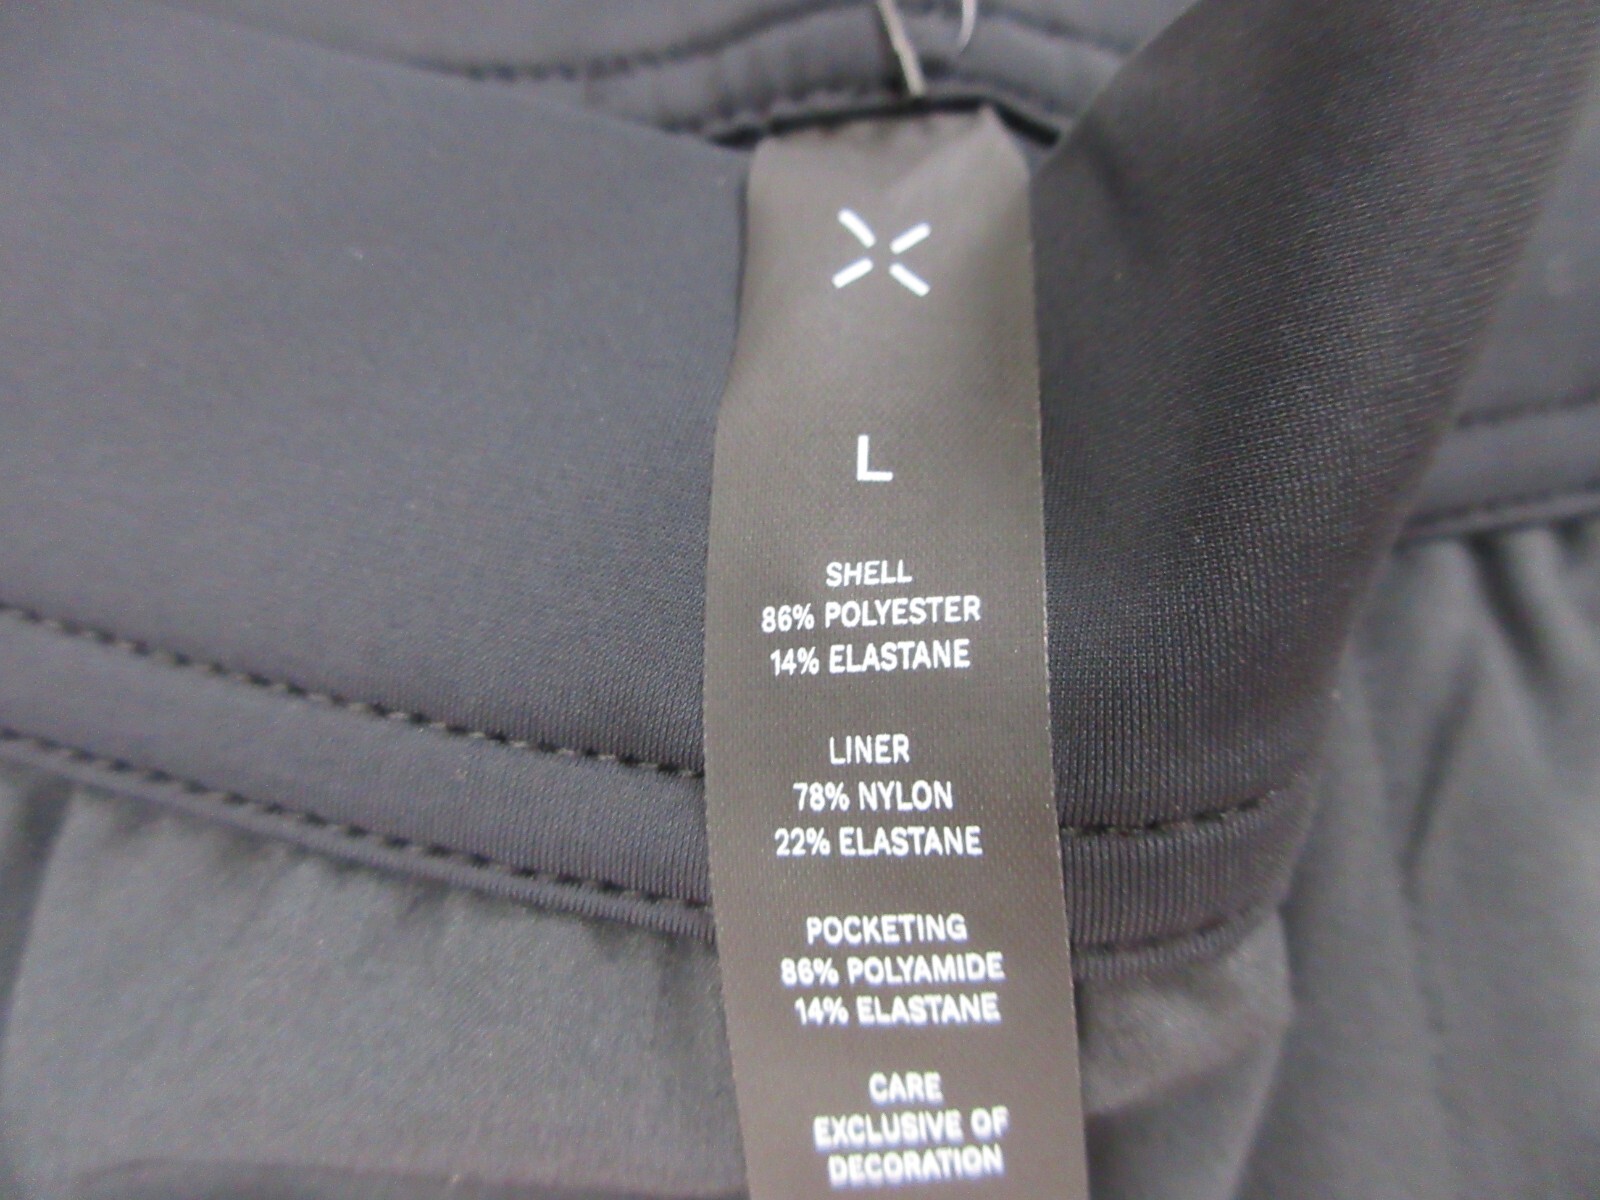 L
SHELL
86% POLYESTER
14% ELASTANE
LINER
78% NYLON
22% ELASTANE
POCKETING
86% POLYAMIDE
14% ELASTANE
CARE
EXCLUSIVE OF
DECORATION